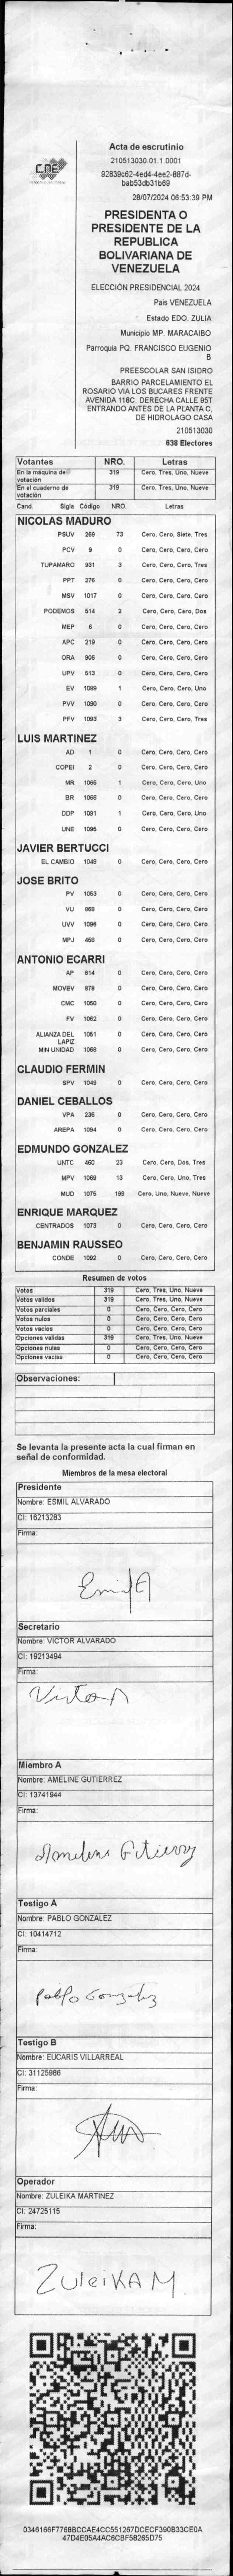 CNE
Acta de escrutinio
210513030.01.1.0001
92839c62-4ed4-4ee2-887d-
bab53db31b69
28/07/2024 06:53:39 PM
PRESIDENTA O
PRESIDENTE DE LA
REPUBLICA
BOLIVARIANA DE
VENEZUELA
ELECCIÓN PRESIDENCIAL 2024
Pais VENEZUELA
Estado EDO. ZULIA
Municipio MP. MARACAIBO
Parroquia PQ. FRANCISCO EUGENIO
B
PREESCOLAR SAN ISIDRO
BARRIO PARCELAMIENTO EL
ROSARIO VIA LOS BUCARES FRENTE
AVENIDA 118C. DERECHA CALLE 95T
ENTRANDO ANTES DE LA PLANTA C,
DE HIDROLAGO CASA
210513030
638 Electores
Votantes NRO. Letras
En la máquina de votación 319 Cero, Tres, Uno, Nueve
En el cuaderno de votación 319 Cero, Tres, Uno, Nueve
Cand. Sigla Código NRO. Letras
NICOLAS MADURO
PSUV 269 73 Cero, Cero, Siete, Tres
PCV 9 0 Cero, Cero, Cero, Cero
TUPAMARO 931 3 Cero, Cero, Cero, Tres
PPT 276 0 Cero, Cero, Cero, Cero
MSV 1017 0 Cero, Cero, Cero, Cero
PODEMOS 514 2 Cero, Cero, Cero, Dos
MEP 6 0 Cero, Cero, Cero, Cero
APC 219 0 Cero, Cero, Cero, Cero
ORA 906 0 Cero, Cero, Cero, Cero
UPV 513 0 Cero, Cero, Cero, Cero
EV 1099 1 Cero, Cero, Cero, Uno
PVV 1090 0 Cero, Cero, Cero, Cero
PFV 1093 3 Cero, Cero, Cero, Tres
LUIS MARTINEZ
AD 1 0 Cero, Cero, Cero, Cero
COPEI 2 0 Cero, Cero, Cero, Cero
MR 1065 1 Cero, Cero, Cero, Uno
BR 1066 0 Cero, Cero, Cero, Cero
DDP 1091 1 Cero, Cero, Cero, Uno
UNE 1095 0 Cero, Cero, Cero, Cero
JAVIER BERTUCCI
EL CAMBIO 1048 0 Cero, Cero, Cero, Cero
JOSE BRITO
PV 1053 0 Cero, Cero, Cero, Cero
VU 868 0 Cero, Cero, Cero, Cero
UVV 1096 0 Cero, Cero, Cero, Cero
MPJ 458 0 Cero, Cero, Cero, Cero
ANTONIO ECARRI
AP 814 0 Cero, Cero, Cero, Cero
MOVEV 878 0 Cero, Cero, Cero, Cero
CMC 1050 0 Cero, Cero, Cero, Cero
FV 1062 0 Cero, Cero, Cero, Cero
ALIANZA DEL LAPIZ 1051 0 Cero, Cero, Cero, Cero
MIN UNIDAD 1068 0 Cero, Cero, Cero, Cero
CLAUDIO FERMIN
SPV 1049 0 Cero, Cero, Cero, Cero
DANIEL CEBALLOS
VPA 236 0 Cero, Cero, Cero, Cero
AREPA 1094 0 Cero, Cero, Cero, Cero
EDMUNDO GONZALEZ
UNTC 460 23 Cero, Cero, Dos, Tres
MPV 1069 13 Cero, Cero, Uno, Tres
MUD 1075 199 Cero, Uno, Nueve, Nueve
ENRIQUE MARQUEZ
CENTRADOS 1073 0 Cero, Cero, Cero, Cero
BENJAMIN RAUSSEO
CONDE 1092 0 Cero, Cero, Cero, Cero
Resumen de votos
Votos 319 Cero, Tres, Uno, Nueve
Votos validos 319 Cero, Tres, Uno, Nueve
Votos parciales 0 Cero, Cero, Cero, Cero
Votos nulos 0 Cero, Cero, Cero, Cero
Votos vacios 0 Cero, Cero, Cero, Cero
Opciones validas 319 Cero, Tres, Uno, Nueve
Opciones nulas 0 Cero, Cero, Cero, Cero
Opciones vacias 0 Cero, Cero, Cero, Cero
Observaciones:
Se levanta la presente acta la cual firman en
señal de conformidad.
Miembros de la mesa electoral
Presidente
Nombre: ESMIL ALVARADO
CI: 16213283
Firma:
Esmil A
Secretario
Nombre: VICTOR ALVARADO
CI: 19213494
Firma:
Victor A
Miembro A
Nombre: AMELINE GUTIERREZ
CI: 13741944
Firma:
Testigo A
Nombre: PABLO GONZALEZ
CI: 10414712
Firma:
Pablo Gonzalez
Testigo B
Nombre: EUCARIS VILLARREAL
CI: 31125986
Firma:
Operador
Nombre: ZULEIKA MARTINEZ
CI: 24725115
Firma:
ZULEIKA M
0346166F7768BCCAE4CC551267DCECF390B33CE0A
47D4E05A4AC6CBF58265D75